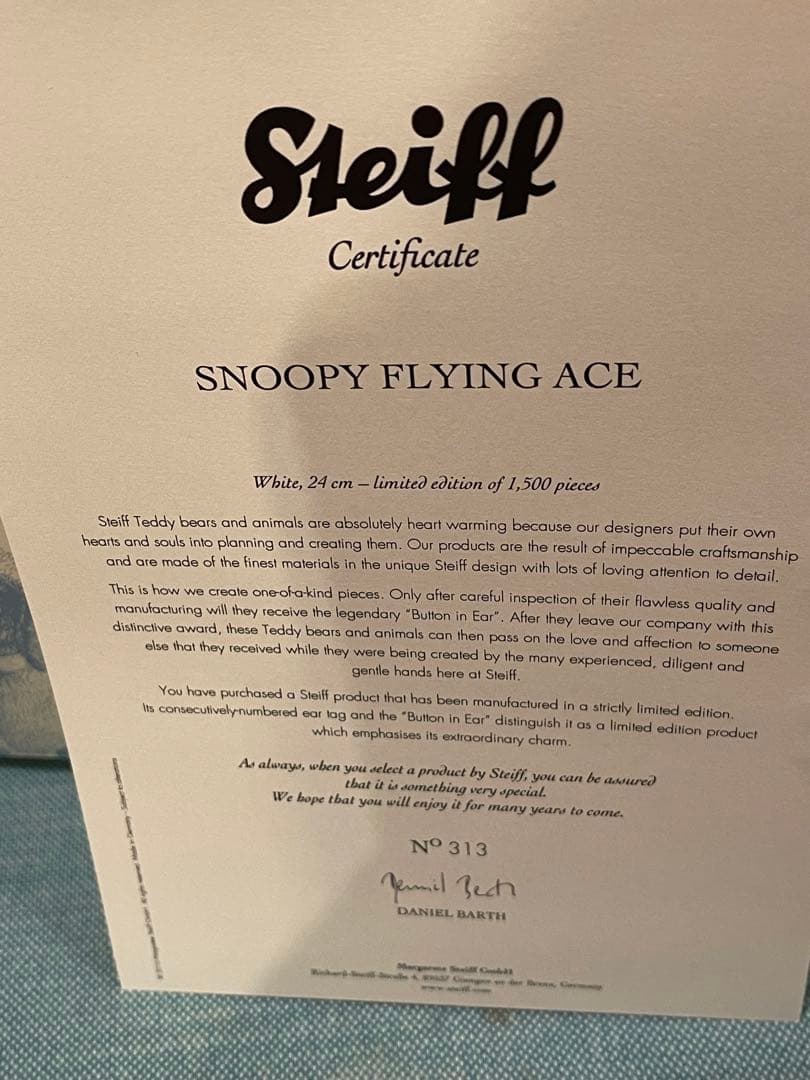 Steiff
Certificate
SNOOPY FLYING ACE
White, 24 cm – limited edition of 1,500 pieces
Steiff Teddy bears and animals are absolutely heart warming because our designers put their own
hearts and souls into planning and creating them. Our products are the result of impeccable craftsmanship
and are made of the finest materials in the unique Steiff design with lots of loving attention to detail.
This is how we create one-of-a-kind pieces. Only after careful inspection of their flawless quality and
manufacturing will they receive the legendary "Button in Ear". After they leave our company with this
distinctive award, these Teddy bears and animals can then pass on the love and affection to someone
else that they received while they were being created by the many experienced, diligent and
gentle hands here at Steiff.
You have purchased a Steiff product that has been manufactured in a strictly limited edition.
Its consecutively-numbered ear tag and the "Button in Ear" distinguish it as a limited edition product
which emphasises its extraordinary charm.
As always, when you select a product by Steiff, you can be assured
that it is something very special.
We hope that you will enjoy it for many years to come.
Nº 313
DANIEL BARTH
Margarete Steiff GmbH
Germany
www.steiff.com